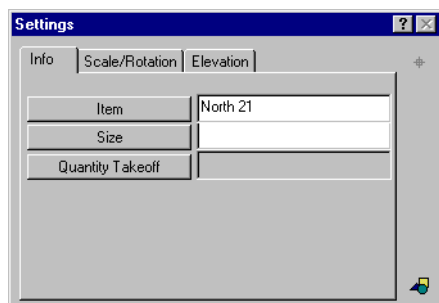 Settings
Info Scale/Rotation Elevation
Item North 21
Size
Quantity Takeoff